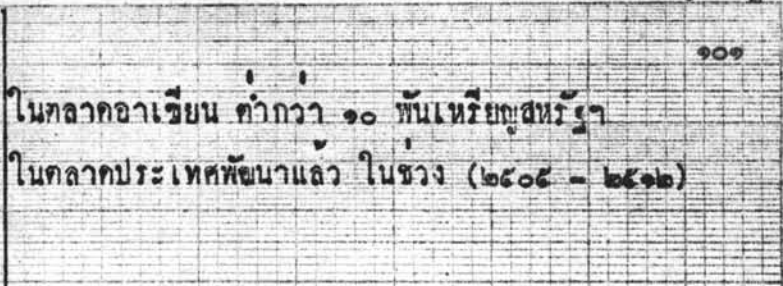 ๑๐๑
ในตลาดอาเซียน ต่ำกว่า ๑๐ พันเหรียญสหรัฐฯ
ในตลาดประเทศพัฒนาแล้ว ในช่วง (๒๕๐๕ - ๒๕๑๒)